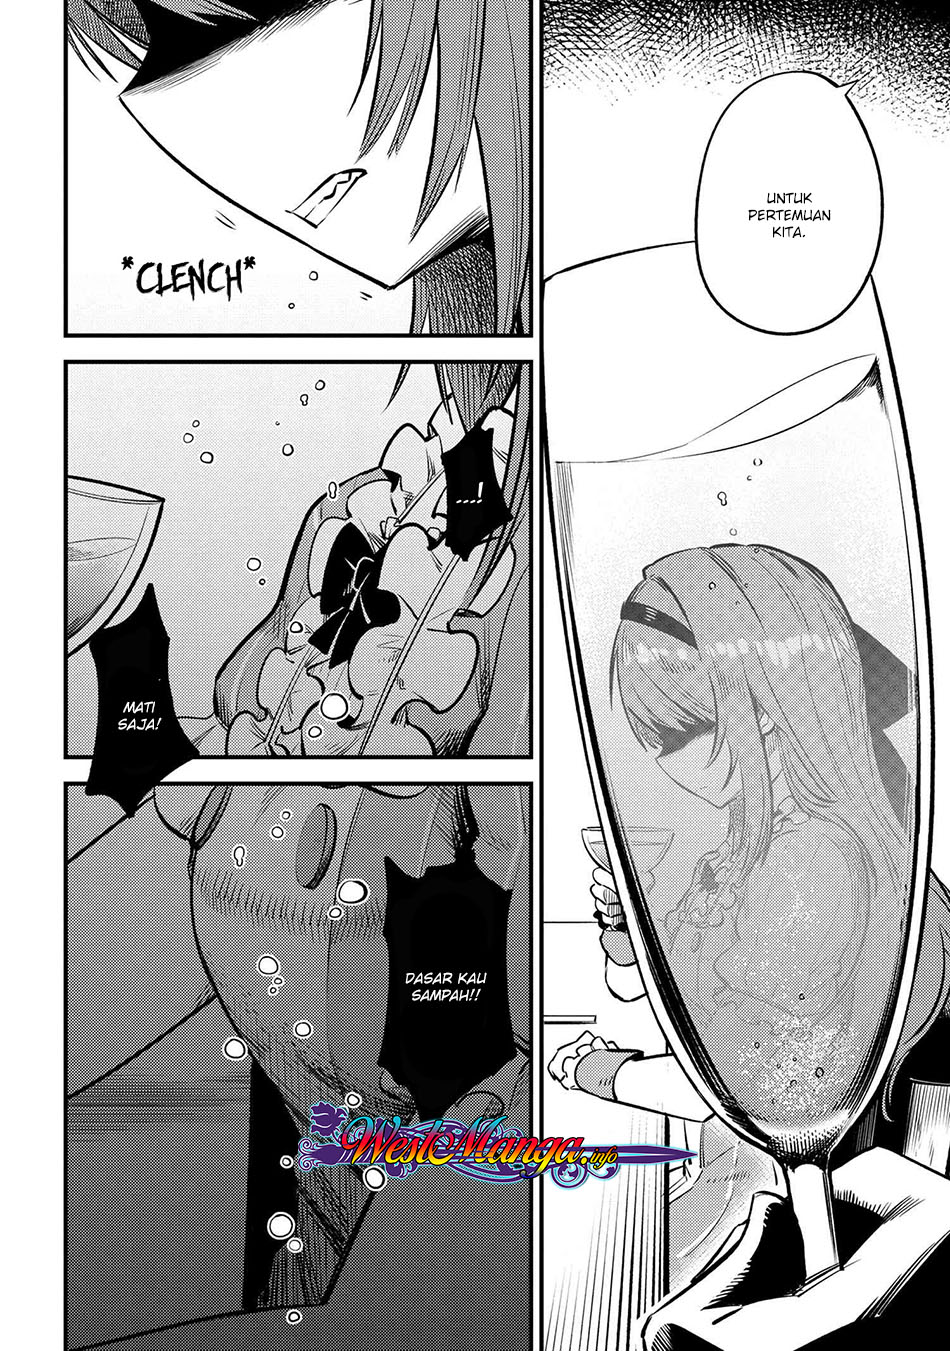 UNTUK
PERTEMUAN
KITA.
*CLENCH*
....!
MATI
SAJA!
DASAR KAU
SAMPAH!!
WestManga.info